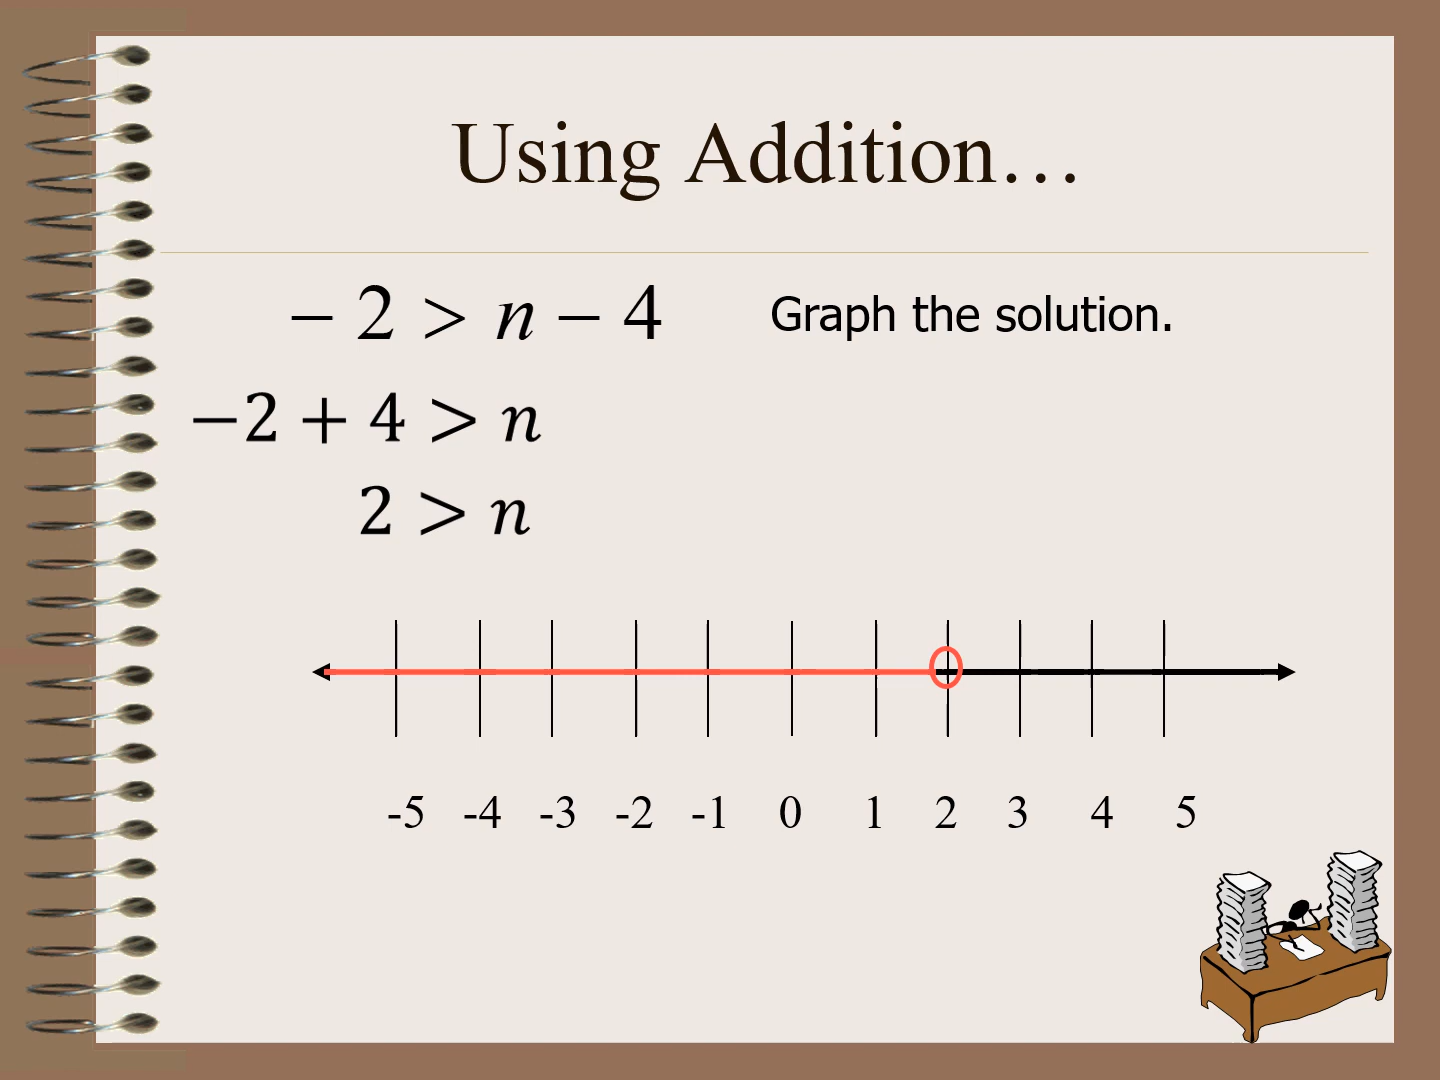 Using Addition…
− 2 > n − 4
Graph the solution.
−2 + 4 > n
2 > n
-5 -4 -3 -2 -1 0 1 2 3 4 5